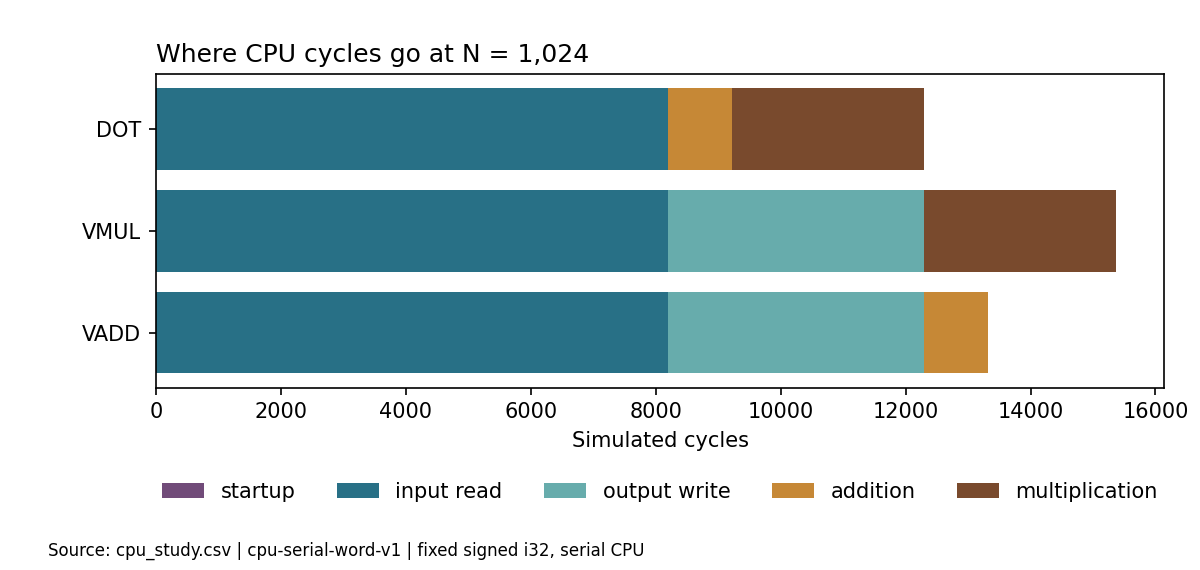 Where CPU cycles go at N = 1,024
DOT
VMUL
VADD
0 2000 4000 6000 8000 10000 12000 14000 16000
Simulated cycles
startup input read output write addition multiplication
Source: cpu_study.csv | cpu-serial-word-v1 | fixed signed i32, serial CPU